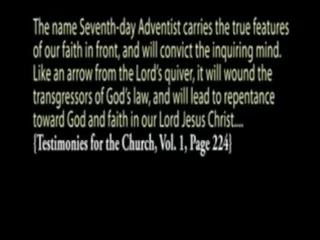 The name Seventh-day Adventist carries the true features
of our faith in front, and will convict the inquiring mind.
Like an arrow from the Lord's quiver, it will wound the
transgressors of God's law, and will lead to repentance
toward God and faith in our Lord Jesus Christ....
{Testimonies for the Church, Vol. 1, Page 224}